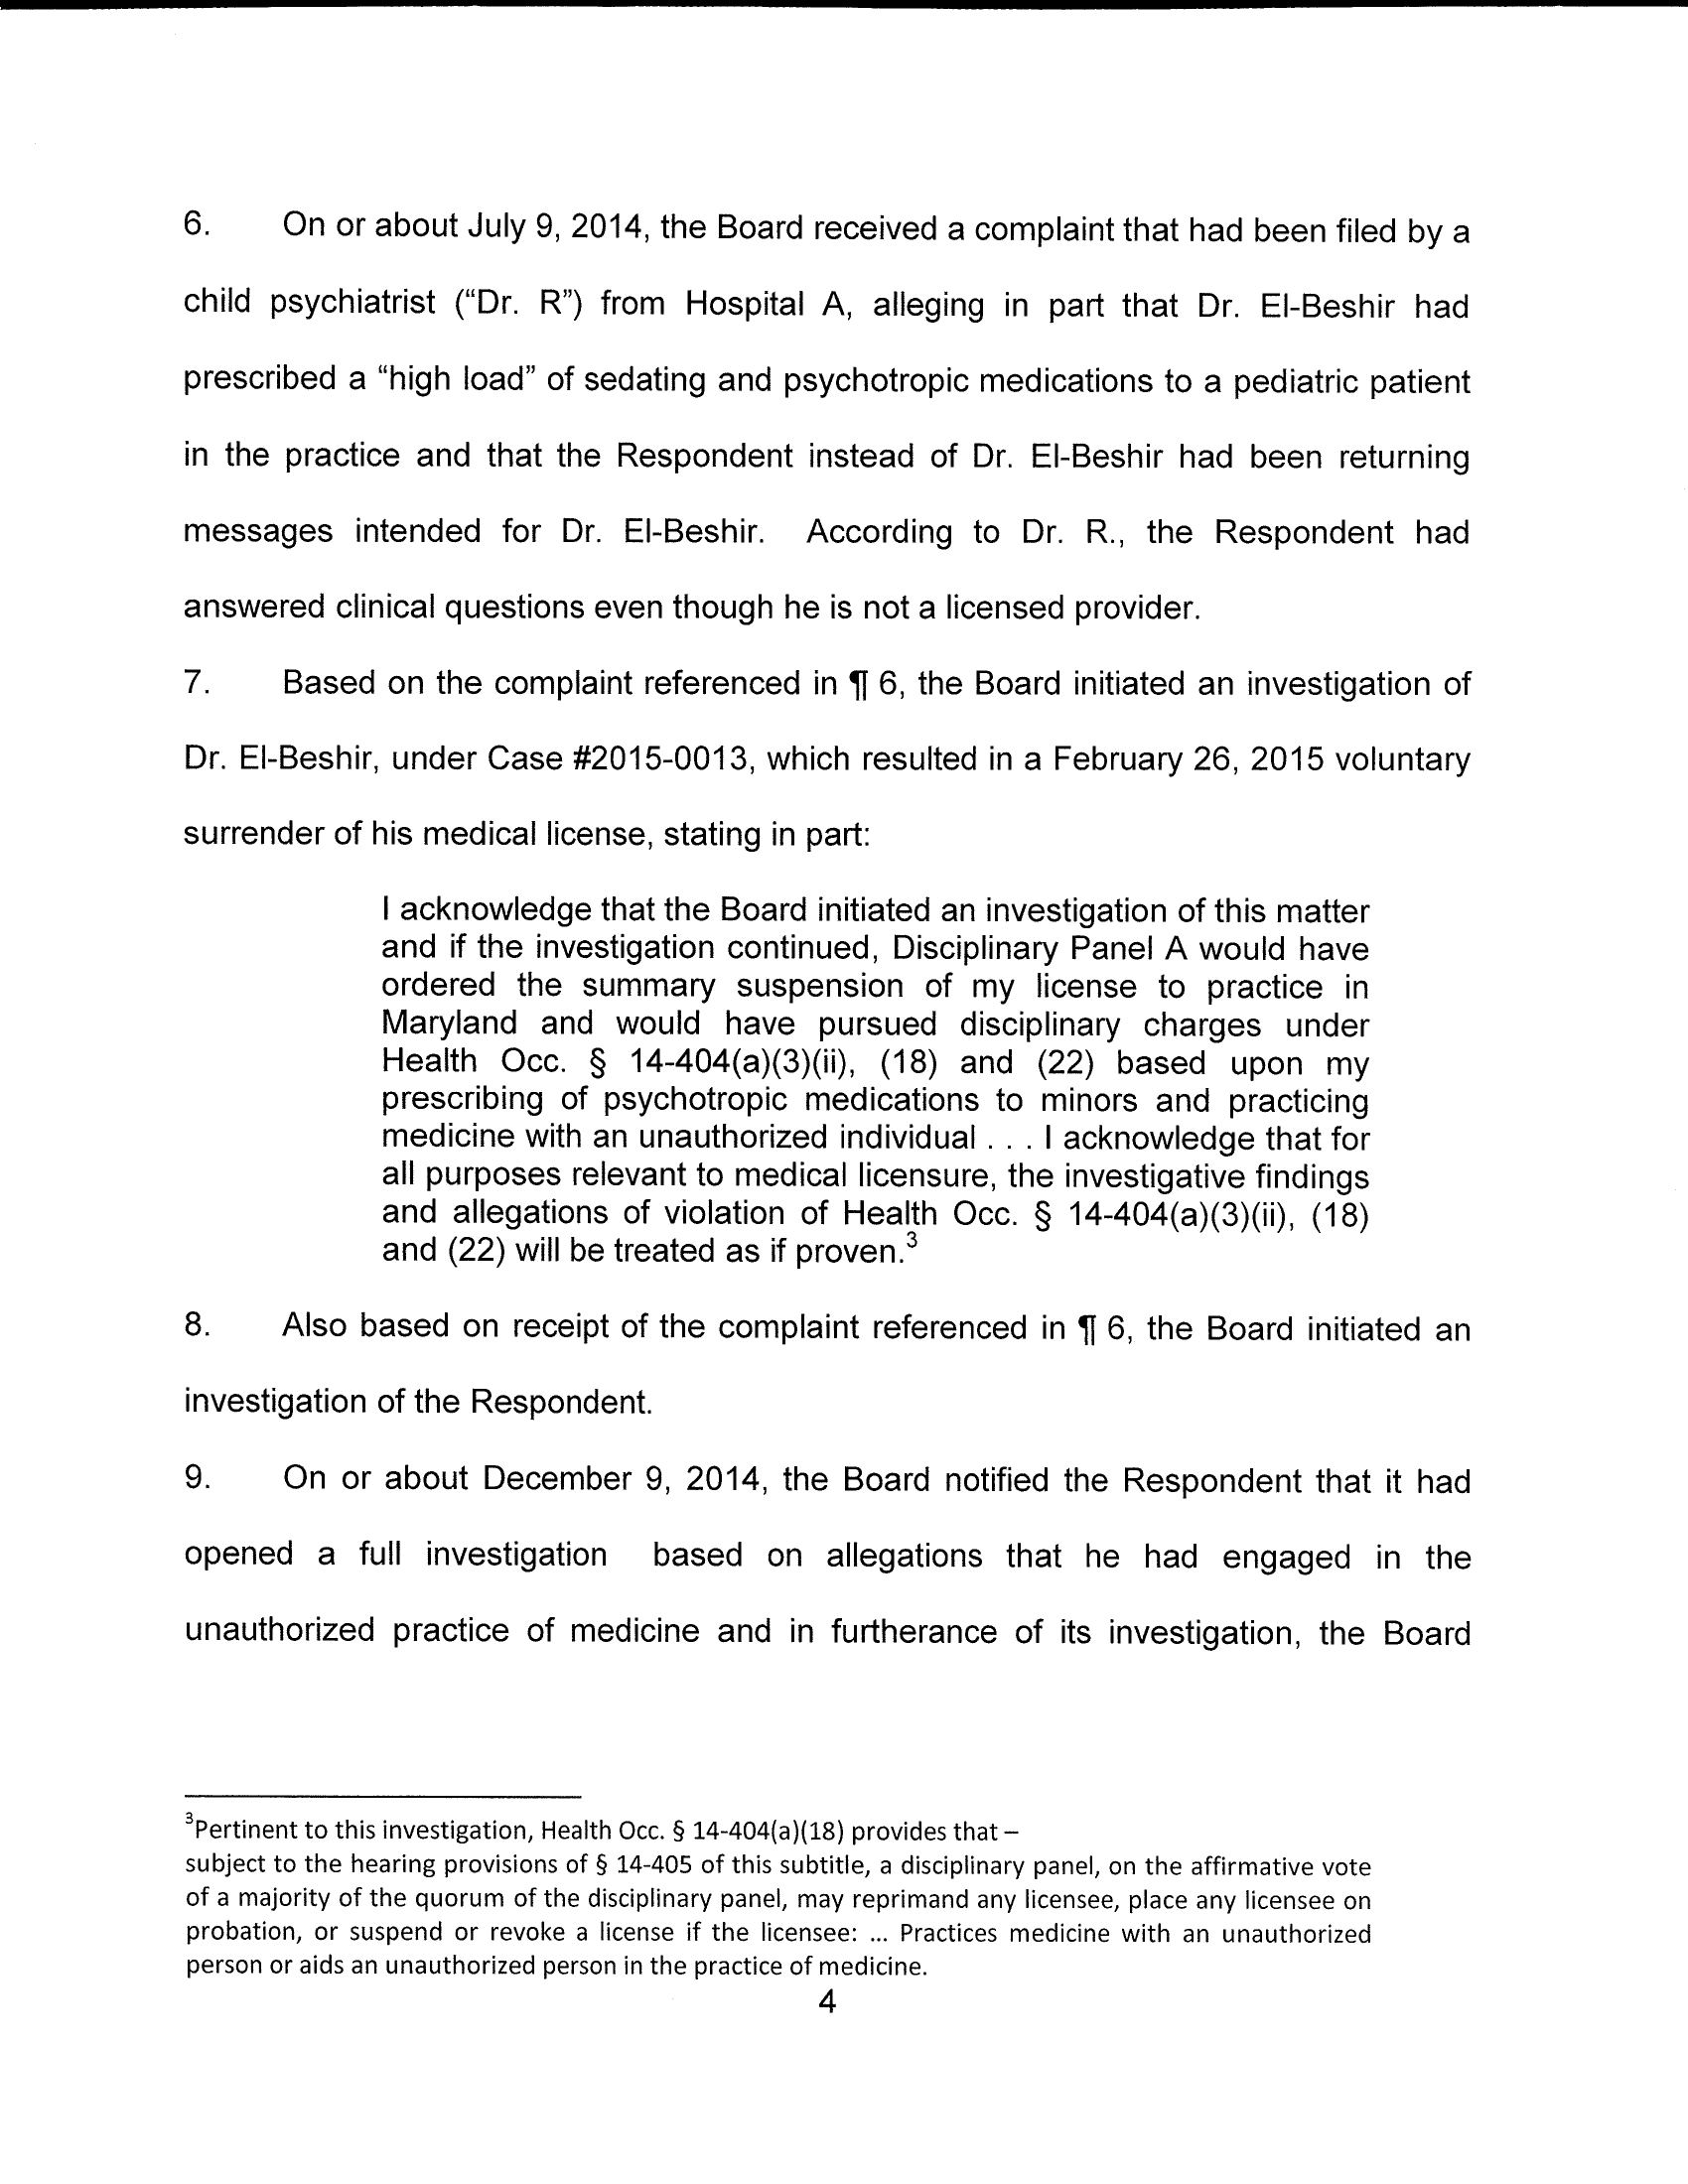 6. On or about July 9, 2014, the Board received a complaint that had been filed by a
child psychiatrist (“Dr. R”) from Hospital A, alleging in part that Dr. El-Beshir had
prescribed a “high load” of sedating and psychotropic medications to a pediatric patient
in the practice and that the Respondent instead of Dr. El-Beshir had been returning
messages intended for Dr. El-Beshir. According to Dr. R., the Respondent had
answered clinical questions even though he is not a licensed provider.
7. Based on the complaint referenced in ¶ 6, the Board initiated an investigation of
Dr. El-Beshir, under Case #2015-0013, which resulted in a February 26, 2015 voluntary
surrender of his medical license, stating in part:
I acknowledge that the Board initiated an investigation of this matter
and if the investigation continued, Disciplinary Panel A would have
ordered the summary suspension of my license to practice in
Maryland and would have pursued disciplinary charges under
Health Occ. § 14-404(a)(3)(ii), (18) and (22) based upon my
prescribing of psychotropic medications to minors and practicing
medicine with an unauthorized individual . . . I acknowledge that for
all purposes relevant to medical licensure, the investigative findings
and allegations of violation of Health Occ. § 14-404(a)(3)(ii), (18)
and (22) will be treated as if proven.³
8. Also based on receipt of the complaint referenced in ¶ 6, the Board initiated an
investigation of the Respondent.
9. On or about December 9, 2014, the Board notified the Respondent that it had
opened a full investigation based on allegations that he had engaged in the
unauthorized practice of medicine and in furtherance of its investigation, the Board
³Pertinent to this investigation, Health Occ. § 14-404(a)(18) provides that –
subject to the hearing provisions of § 14-405 of this subtitle, a disciplinary panel, on the affirmative vote
of a majority of the quorum of the disciplinary panel, may reprimand any licensee, place any licensee on
probation, or suspend or revoke a license if the licensee: ... Practices medicine with an unauthorized
person or aids an unauthorized person in the practice of medicine.
4